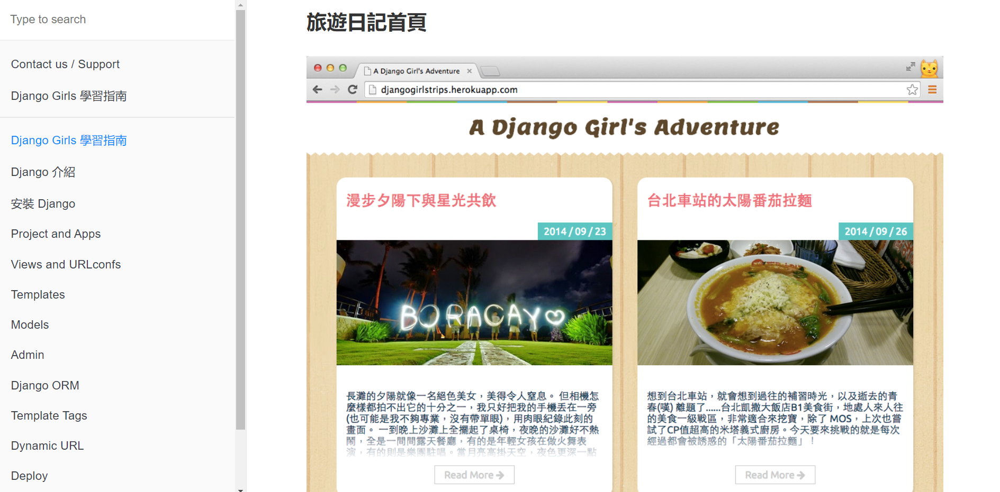 Type to search
Contact us / Support
Django Girls 學習指南
Django Girls 學習指南
Django 介紹
安裝 Django
Project and Apps
Views and URLconfs
Templates
Models
Admin
Django ORM
Template Tags
Dynamic URL
Deploy
旅遊日記首頁
A Django Girl's Adventure
djangogirlstrips.herokuapp.com
A Django Girl's Adventure
漫步夕陽下與星光共飲
2014 / 09 / 23
BORACAY
長灘的夕陽就像一名絕色美女，美得令人窒息。 但相機怎
麼樣都拍不出它的十分之一，我只好把我的手機丟在一旁
(也可能是我不夠專業，沒有帶單眼)，用肉眼紀錄此刻的
畫面。 一到晚上沙灘上全擺起了桌椅，夜晚的沙灘好不熱
鬧，全是一間間露天餐廳，有的是年輕女孩在做火舞表
演，有的則是樂團駐唱。當月亮高掛天空，夜色更深一點
Read More
台北車站的太陽番茄拉麵
2014 / 09 / 26
想到台北車站，就會想到過往的補習時光，以及逝去的青
春(嘆) 離題了......台北凱撒大飯店B1美食街，地處人來人往
的美食一級戰區，非常適合來挖寶，除了 MOS，上次也嘗
試了CP值超高的米塔義式廚房。今天要來挑戰的就是每次
經過都會被誘惑的「太陽番茄拉麵」！
Read More